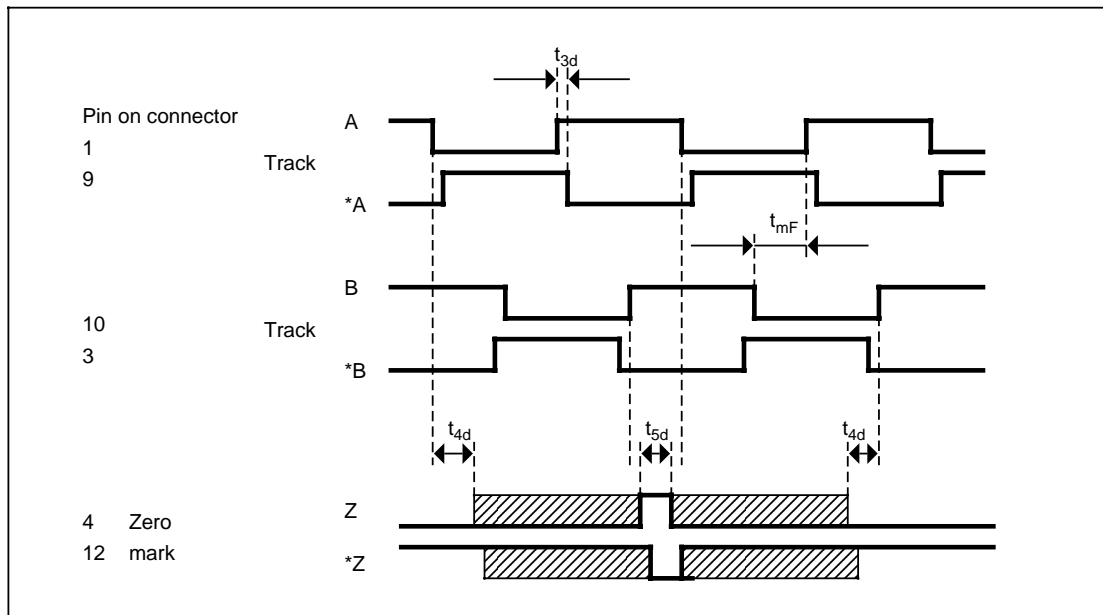 t3d
Pin on connector
A
1
Track
9
*A
tmF
B
10
Track
3
*B
t4d
t5d
t4d
Z
4 Zero
12 mark
*Z